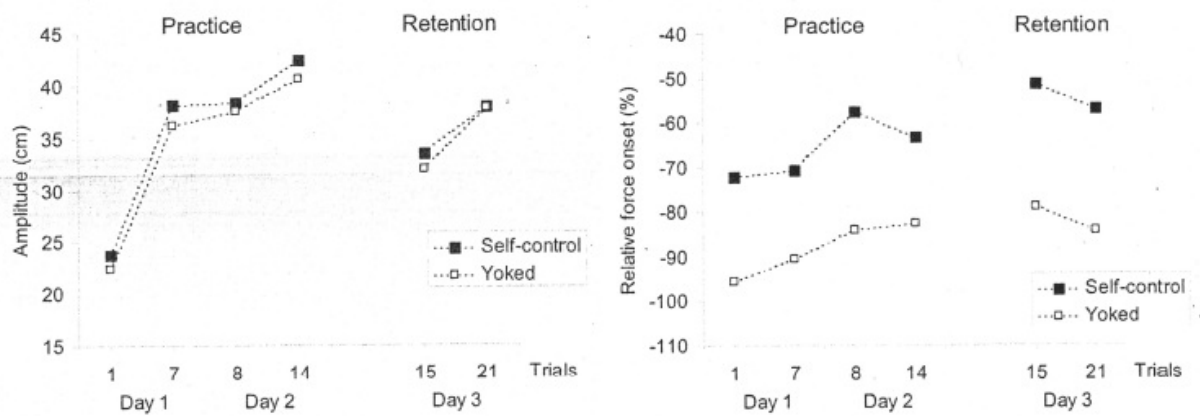 Practice
Retention
45
40
35
30
25
20
15
Amplitude (cm)
Self-control
Yoked
1 7 8 14 15 21 Trials
Day 1 Day 2 Day 3
Practice
Retention
-40
-50
-60
-70
-80
-90
-100
-110
Relative force onset (%)
Self-control
Yoked
1 7 8 14 15 21 Trials
Day 1 Day 2 Day 3